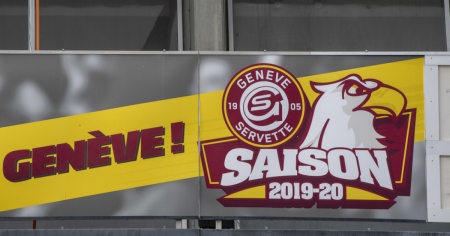 GENÈVE !
GENEVE
19 05
SERVETTE
SAISON
2019-20